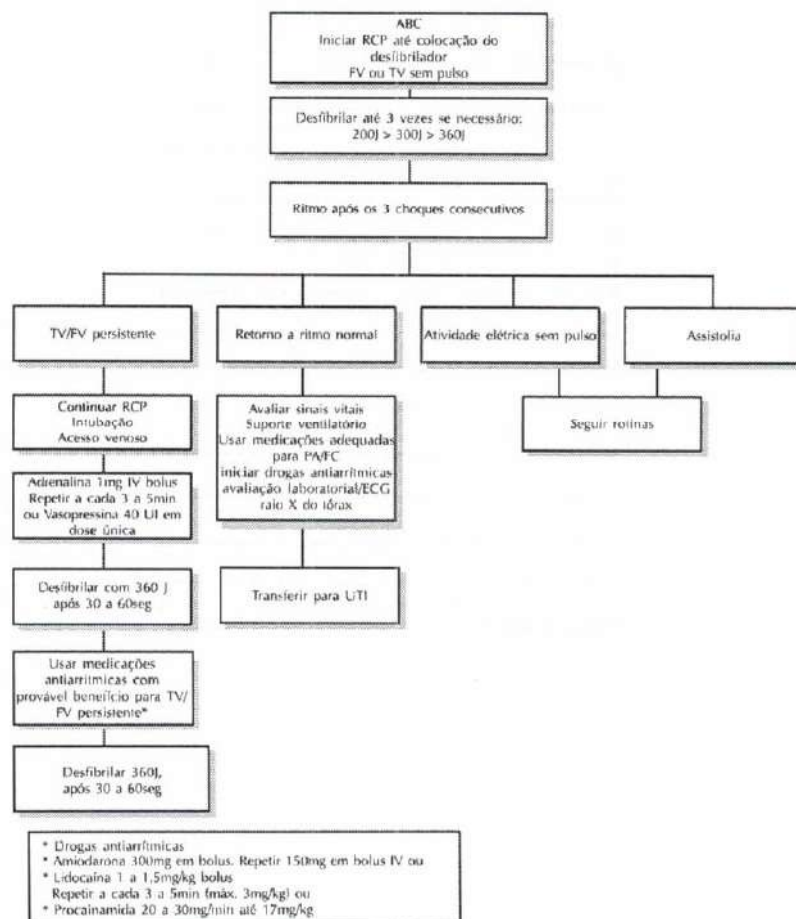 ABC
Iniciar RCP até colocação do
desfibrilador
FV ou TV sem pulso
Desfibrilar até 3 vezes se necessário:
200J > 300J > 360J
Ritmo após os 3 choques consecutivos
TV/FV persistente
Retorno a ritmo normal
Atividade elétrica sem pulso
Assistolia
Continuar RCP
Intubação
Acesso venoso
Avaliar sinais vitais
Suporte ventilatório
Usar medicações adequadas
para PA/FC
iniciar drogas antiarrítmicas
avaliação laboratorial/ECG
raio X do tórax
Seguir rotinas
Adrenalina 1mg IV bolus
Repetir a cada 3 a 5min
ou Vasopressina 40 UI em
dose única
Desfibrilar com 360 J
após 30 a 60seg
Transferir para UTI
Usar medicações
antiarrítmicas com
provável benefício para TV/
FV persistente*
Desfibrilar 360J,
após 30 a 60seg
* Drogas antiarrítmicas
* Amiodarona 300mg em bolus. Repetir 150mg em bolus IV ou
* Lidocaína 1 a 1,5mg/kg bolus
Repetir a cada 3 a 5min (máx. 3mg/kg) ou
* Procainamida 20 a 30mg/min até 17mg/kg